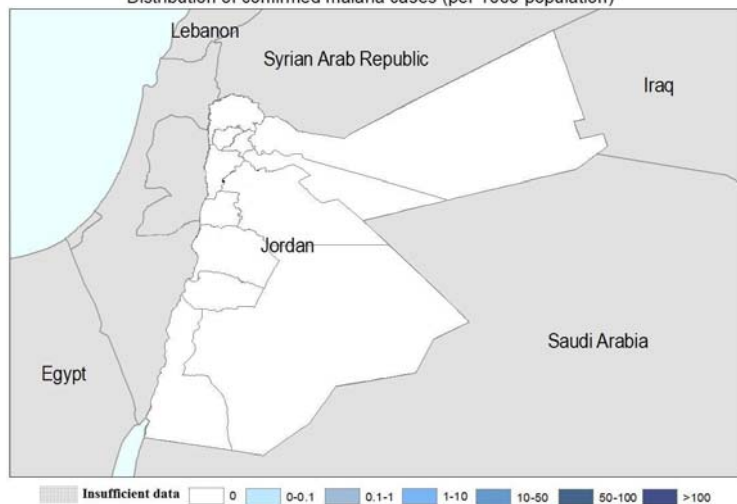 Distribution of confirmed malaria cases (per 1000 population)
Lebanon
Syrian Arab Republic
Iraq
Jordan
Saudi Arabia
Egypt
Insufficient data 0 0-0.1 0.1-1 1-10 10-50 50-100 >100